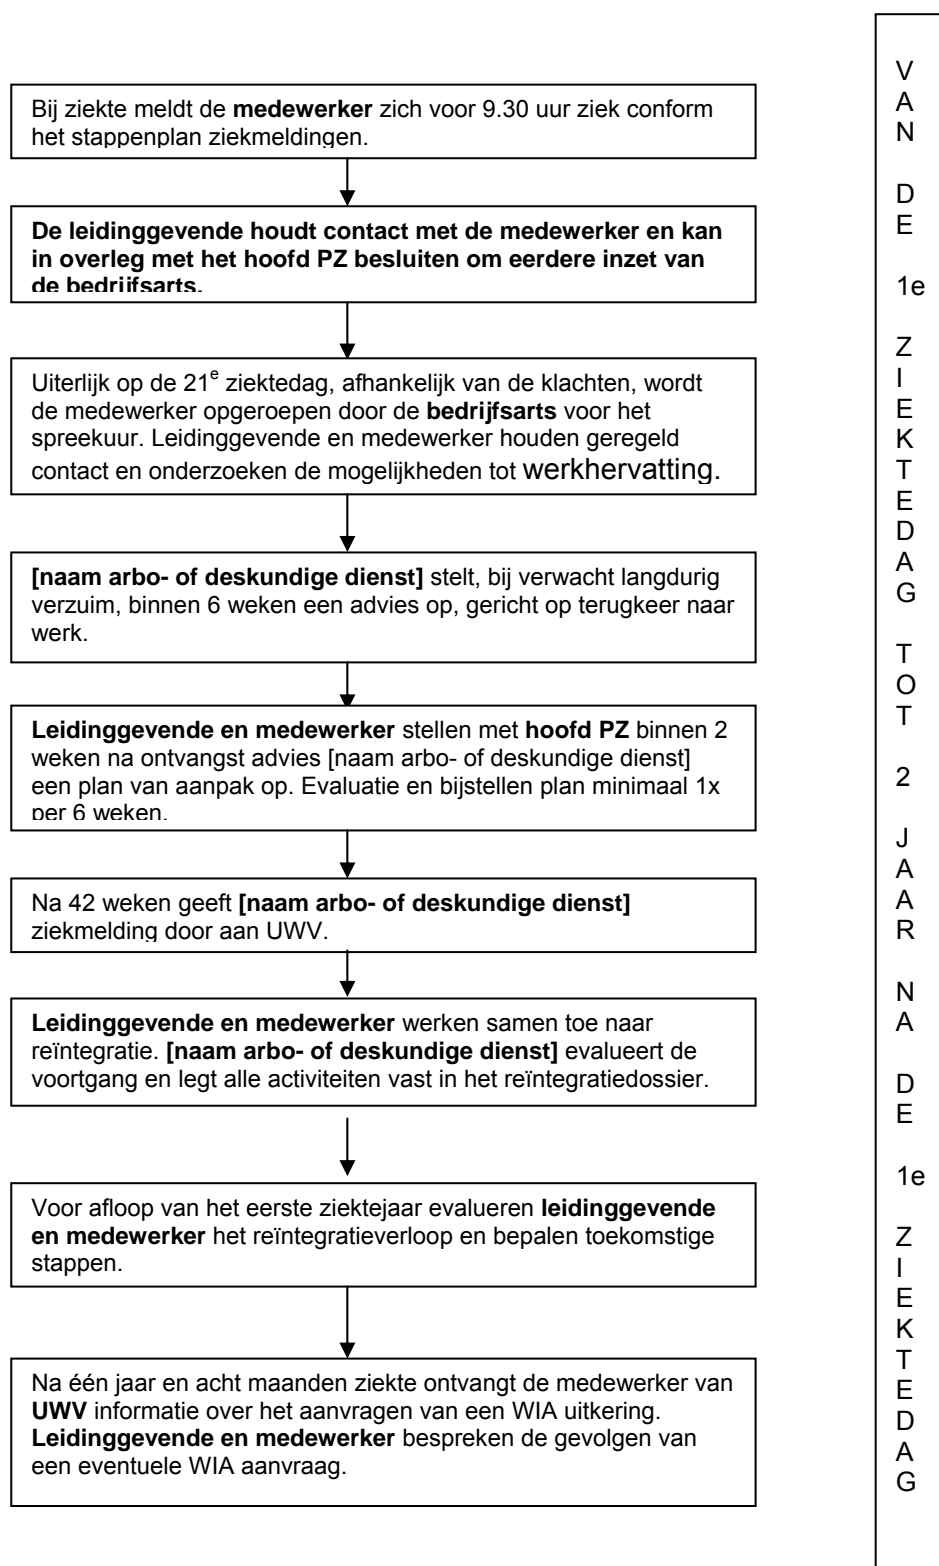 Bij ziekte meldt de medewerker zich voor 9.30 uur ziek conform
het stappenplan ziekmeldingen.
De leidinggevende houdt contact met de medewerker en kan
in overleg met het hoofd PZ besluiten om eerdere inzet van
de bedrijfsarts.
Uiterlijk op de 21e ziektedag, afhankelijk van de klachten, wordt
de medewerker opgeroepen door de bedrijfsarts voor het
spreekuur. Leidinggevende en medewerker houden geregeld
contact en onderzoeken de mogelijkheden tot werkhervatting.
[naam arbo- of deskundige dienst] stelt, bij verwacht langdurig
verzuim, binnen 6 weken een advies op, gericht op terugkeer naar
werk.
Leidinggevende en medewerker stellen met hoofd PZ binnen 2
weken na ontvangst advies [naam arbo- of deskundige dienst]
een plan van aanpak op. Evaluatie en bijstellen plan minimaal 1x
per 6 weken.
Na 42 weken geeft [naam arbo- of deskundige dienst]
ziekmelding door aan UWV.
Leidinggevende en medewerker werken samen toe naar
reïntegratie. [naam arbo- of deskundige dienst] evalueert de
voortgang en legt alle activiteiten vast in het reïntegratiedossier.
Voor afloop van het eerste ziektejaar evalueren leidinggevende
en medewerker het reïntegratieverloop en bepalen toekomstige
stappen.
Na één jaar en acht maanden ziekte ontvangt de medewerker van
UWV informatie over het aanvragen van een WIA uitkering.
Leidinggevende en medewerker bespreken de gevolgen van
een eventuele WIA aanvraag.
VAN DE 1e ZIEKTEDAG TOT 2 JAAR NA DE 1e ZIEKTEDAG